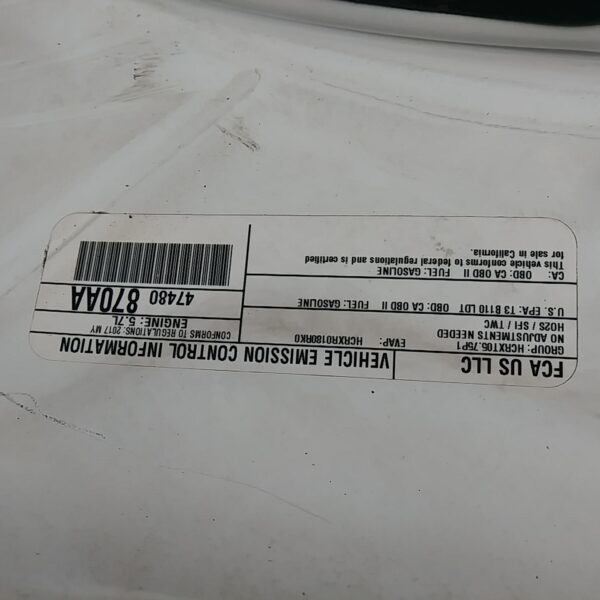 FCA US LLC
VEHICLE EMISSION CONTROL INFORMATION
GROUP: HCRXT05.75P1
EVAP: HCRXR0180RK0
NO ADJUSTMENTS NEEDED
HO2S / SFI / TWC
U.S. EPA: T3 B110 LDT OBD: CA OBD II FUEL: GASOLINE
CA: OBD: CA OBD II FUEL: GASOLINE
This vehicle conforms to federal regulations and is certified
for sale in California.
CONFORMS TO REGULATIONS: 2017 MY
ENGINE: 5.7L
47480 870AA